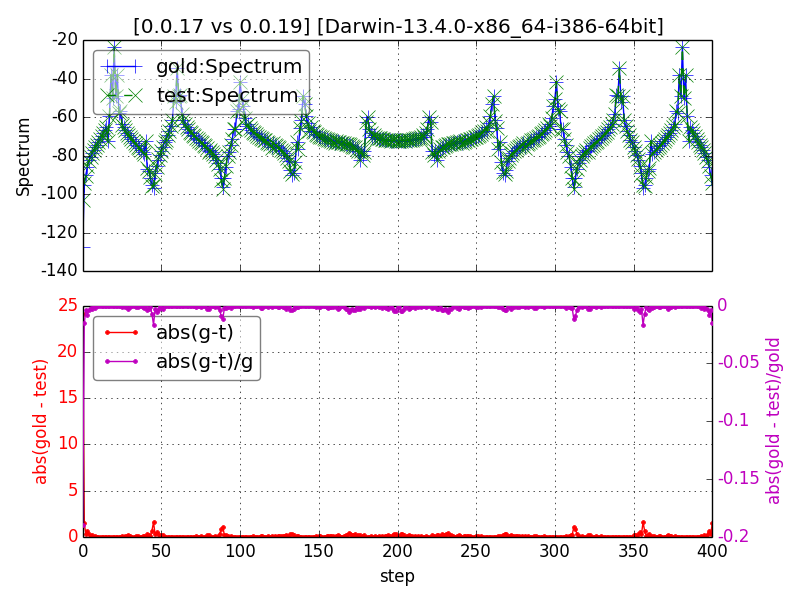 [0.0.17 vs 0.0.19] [Darwin-13.4.0-x86_64-i386-64bit]
-20
-40
-60
-80
-100
-120
-140
Spectrum
gold:Spectrum
test:Spectrum
25
20
15
10
5
0
abs(gold - test)
abs(g-t)
abs(g-t)/g
0
-0.05
-0.1
-0.15
-0.2
abs(gold - test)/gold
0 50 100 150 200 250 300 350 400
step